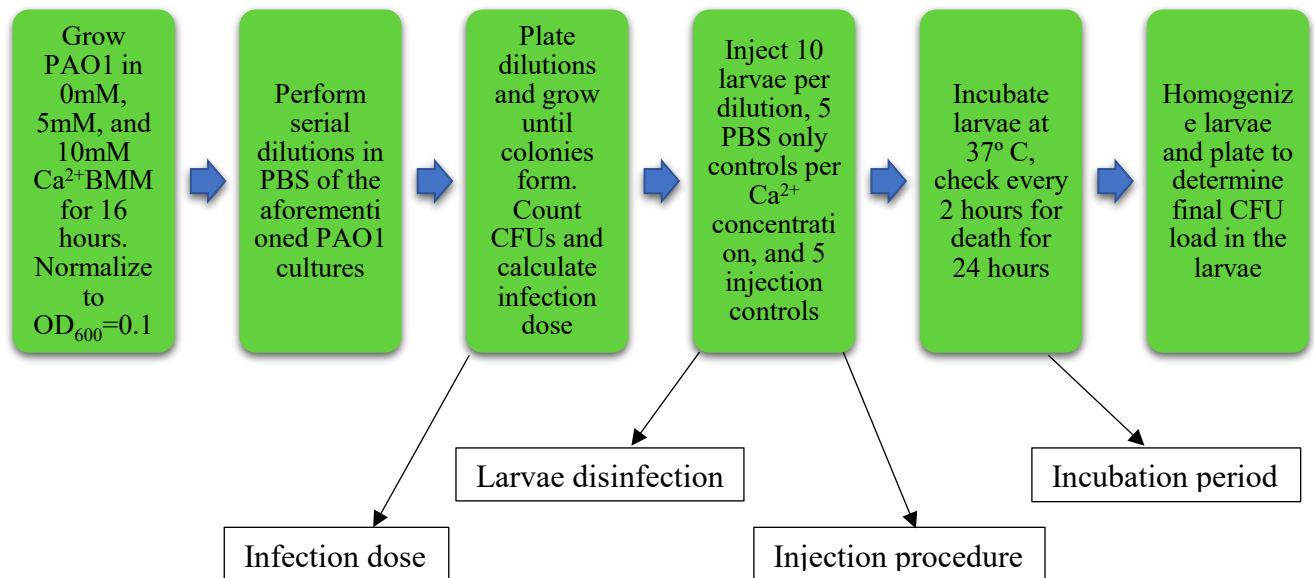 Grow
PAO1 in
0mM,
5mM, and
10mM
Ca²⁺BMM
for 16
hours.
Normalize
to
OD₆₀₀=0.1
Perform
serial
dilutions in
PBS of the
aforementi
oned PAO1
cultures
Plate
dilutions
and grow
until
colonies
form.
Count
CFUs and
calculate
infection
dose
Inject 10
larvae per
dilution, 5
PBS only
controls per
Ca²⁺
concentrati
on, and 5
injection
controls
Incubate
larvae at
37º C,
check every
2 hours for
death for
24 hours
Homogeniz
e larvae
and plate to
determine
final CFU
load in the
larvae
Larvae disinfection
Incubation period
Infection dose
Injection procedure